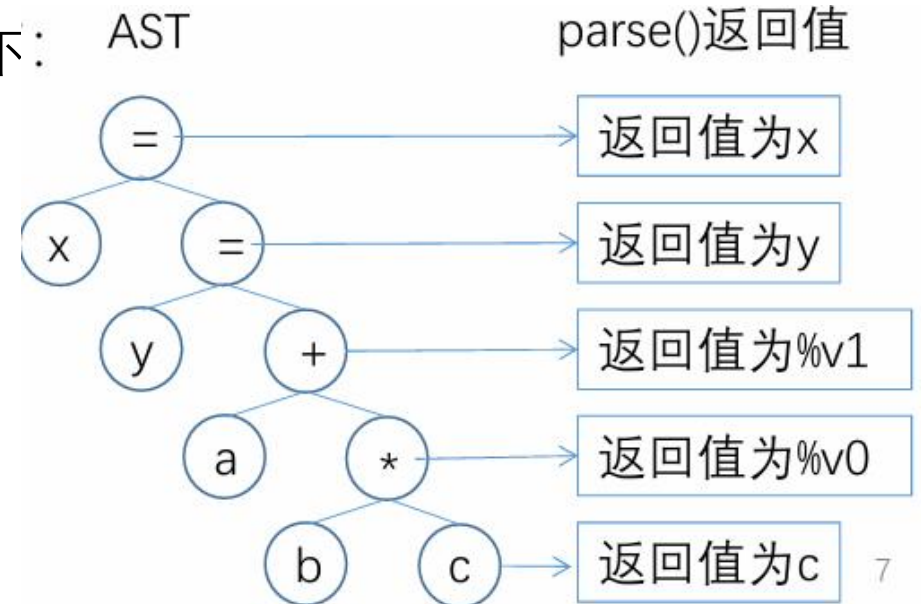 下: AST parse()返回值
= 返回值为x
x = 返回值为y
y + 返回值为%v1
a * 返回值为%v0
b c 返回值为c 7